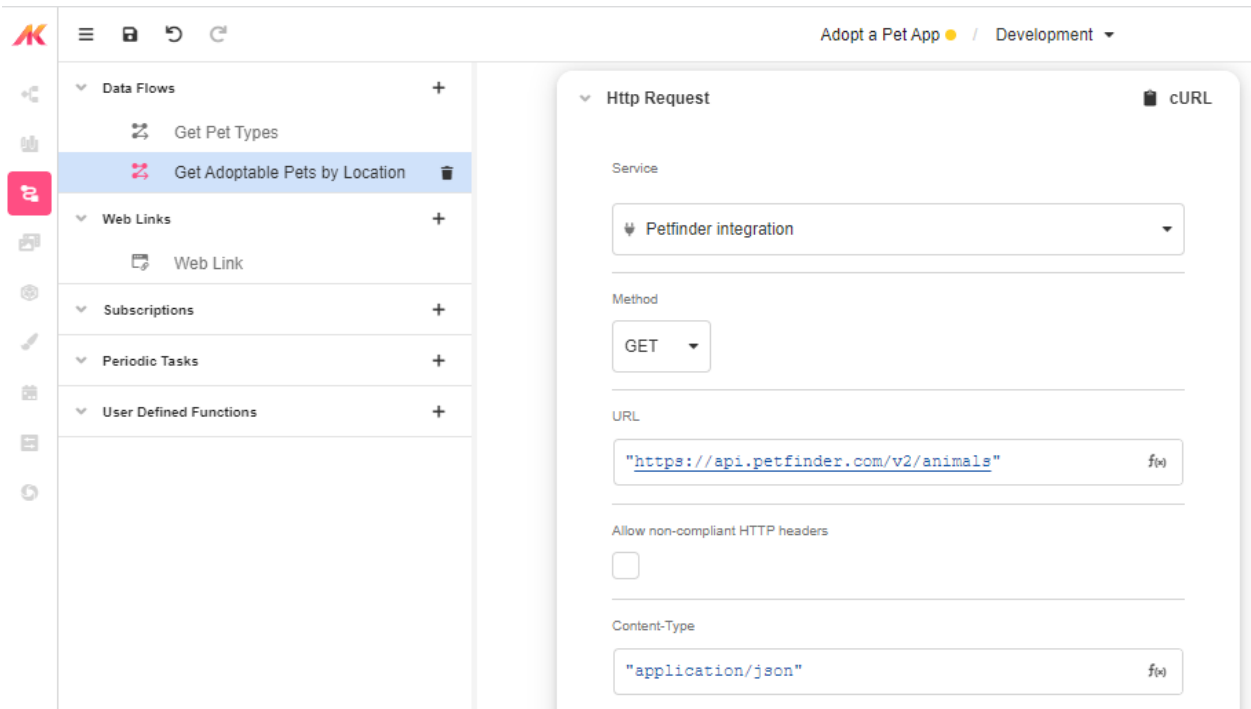 Adopt a Pet App / Development
Data Flows
Get Pet Types
Get Adoptable Pets by Location
Web Links
Web Link
Subscriptions
Periodic Tasks
User Defined Functions
Http Request
cURL
Service
Petfinder integration
Method
GET
URL
"https://api.petfinder.com/v2/animals"
f(x)
Allow non-compliant HTTP headers
Content-Type
"application/json"
f(x)